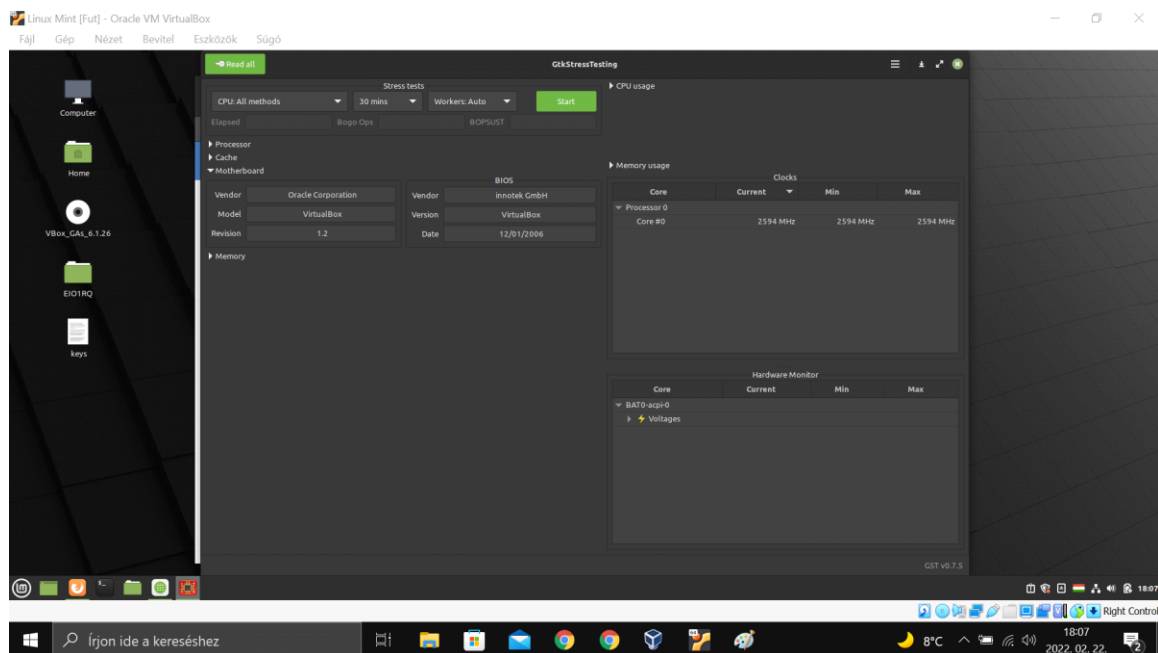 Linux Mint [Fut] - Oracle VM VirtualBox
Fájl Gép Nézet Bevitel Eszközök Súgó
Computer
Home
VBox_GAs_6.1.26
EIO1RQ
keys
Read all
GtkStressTesting
Stress tests
CPU: All methods 30 mins Workers: Auto Start
Elapsed Bogo Ops BOPSUST
Processor
Cache
Motherboard
Vendor Oracle Corporation
Model VirtualBox
Revision 1.2
BIOS
Vendor innotek GmbH
Version VirtualBox
Date 12/01/2006
Memory
CPU usage
Memory usage
Clocks
Core Current Min Max
Processor 0
Core #0 2594 MHz 2594 MHz 2594 MHz
Hardware Monitor
Core Current Min Max
BAT0-acpi-0
Voltages
GST v0.7.5
18:07
Right Control
Írjon ide a kereséshez
8°C
18:07
2022. 02. 22.
2